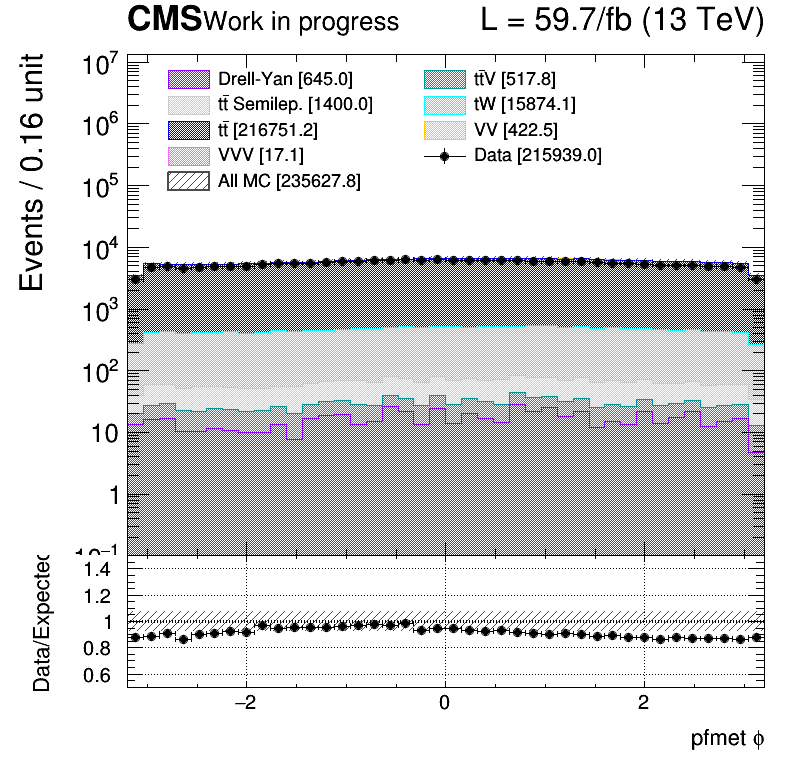 CMS Work in progress L = 59.7/fb (13 TeV)
Events / 0.16 unit
10⁷
10⁶
10⁵
10⁴
10³
10²
10
1
10⁻¹
Drell-Yan [645.0]
tt̄ Semilep. [1400.0]
tt̄ [216751.2]
VVV [17.1]
All MC [235627.8]
tt̄V [517.8]
tW [15874.1]
VV [422.5]
Data [215939.0]
Data/Expected
1.4
1.2
1
0.8
0.6
−2 0 2
pfmet ϕ